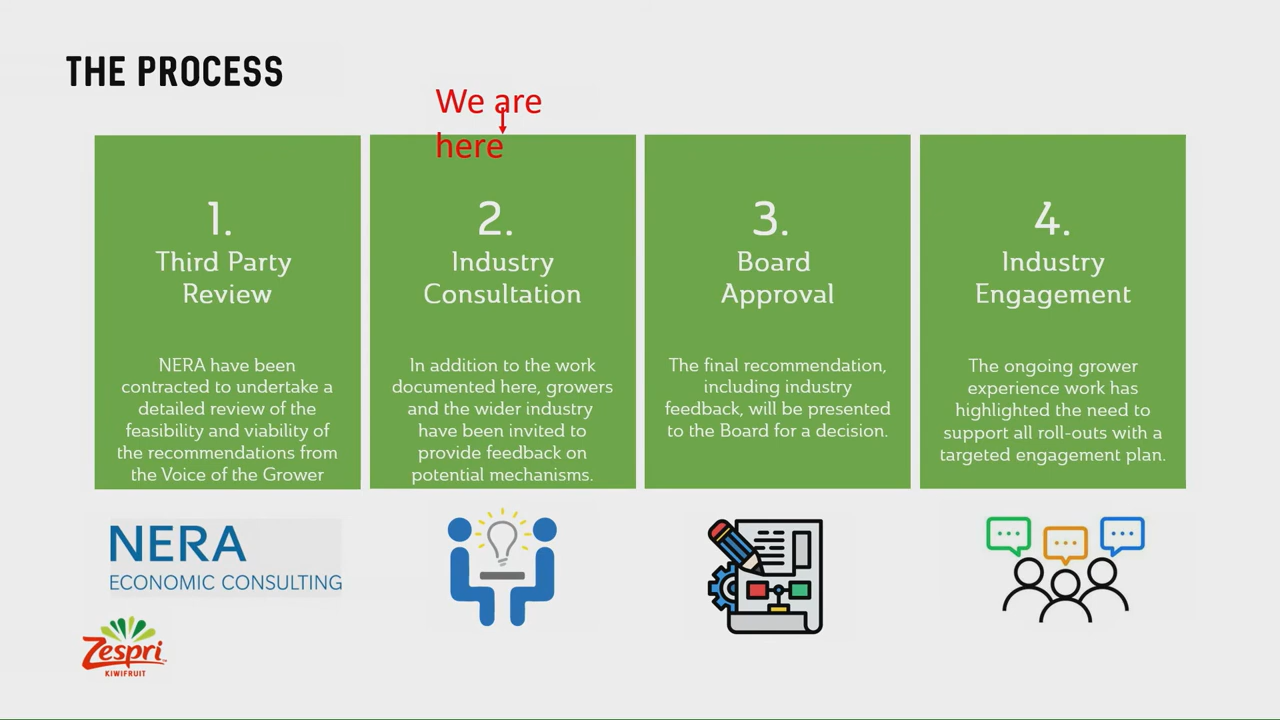 THE PROCESS
We are
here
1.
Third Party
Review
NERA have been
contracted to undertake a
detailed review of the
feasibility and viability of
the recommendations from
the Voice of the Grower
2.
Industry
Consultation
In addition to the work
documented here, growers
and the wider industry
have been invited to
provide feedback on
potential mechanisms.
3.
Board
Approval
The final recommendation,
including industry
feedback, will be presented
to the Board for a decision.
4.
Industry
Engagement
The ongoing grower
experience work has
highlighted the need to
support all roll-outs with a
targeted engagement plan.
NERA
ECONOMIC CONSULTING
Zespri
KIWIFRUIT